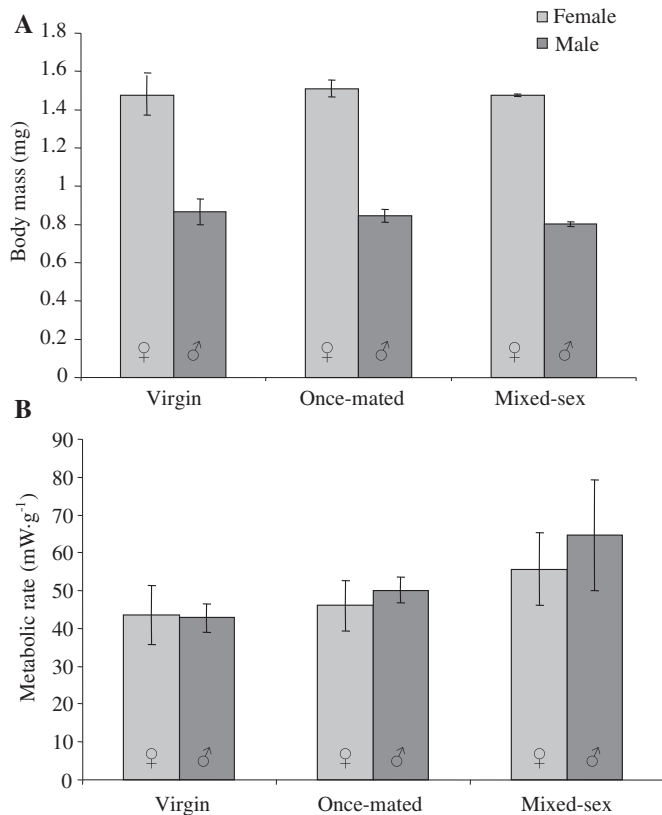 A
Female
Male
1.8
1.6
1.4
1.2
1
0.8
0.6
0.4
0.2
0
Body mass (mg)
♀ ♂ ♀ ♂ ♀ ♂
Virgin Once-mated Mixed-sex
B
90
80
70
60
50
40
30
20
10
0
Metabolic rate (mW·g⁻¹)
♀ ♂ ♀ ♂ ♀ ♂
Virgin Once-mated Mixed-sex